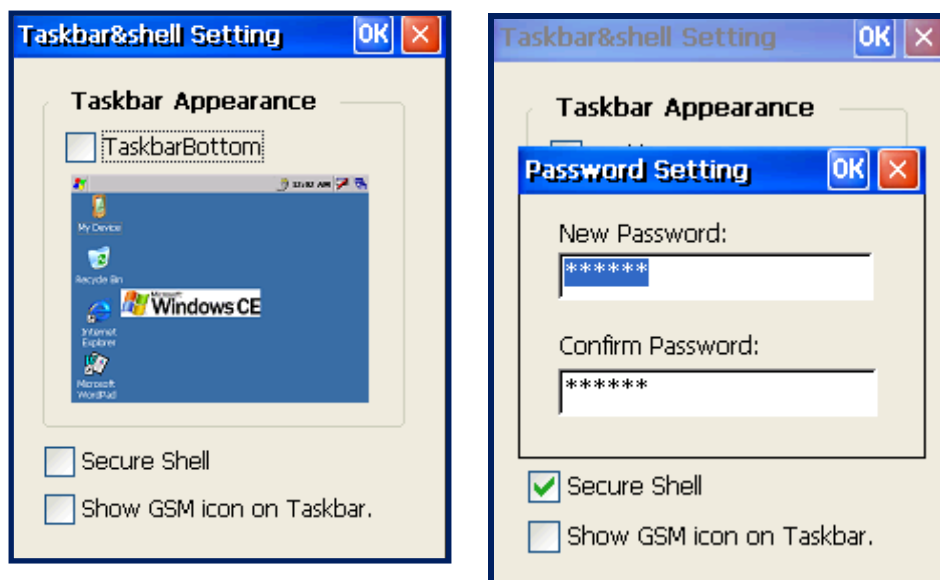 Taskbar&shell Setting OK
Taskbar Appearance
TaskbarBottom
My Device
Recycle Bin
Microsoft
Windows CE
Internet
Explorer
Microsoft
WordPad
Secure Shell
Show GSM icon on Taskbar.
Taskbar&shell Setting OK
Taskbar Appearance
Password Setting OK
New Password:
******
Confirm Password:
******
Secure Shell
Show GSM icon on Taskbar.